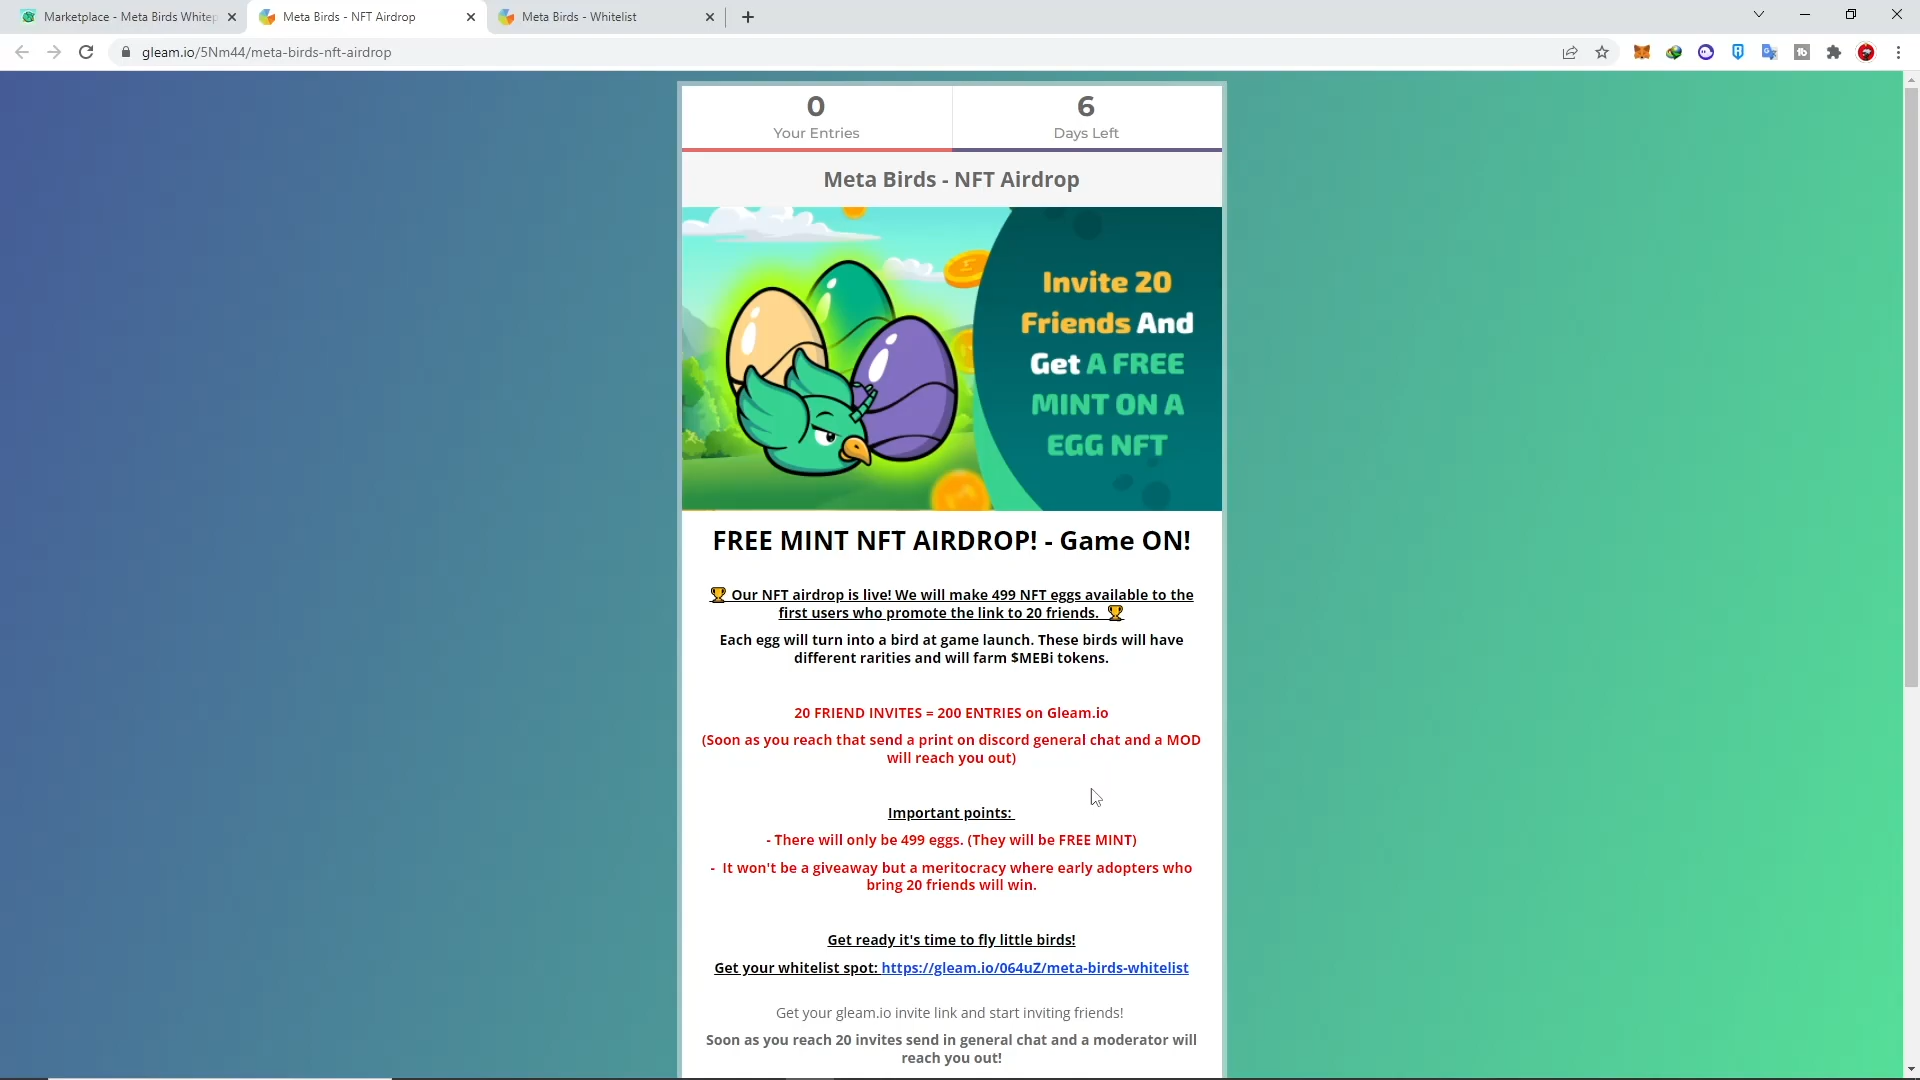 Marketplace - Meta Birds Whitep
Meta Birds - NFT Airdrop
Meta Birds - Whitelist
gleam.io/5Nm44/meta-birds-nft-airdrop
0
Your Entries
6
Days Left
Meta Birds - NFT Airdrop
Invite 20
Friends And
Get A FREE
MINT ON A
EGG NFT
FREE MINT NFT AIRDROP! - Game ON!
🏆 Our NFT airdrop is live! We will make 499 NFT eggs available to the
first users who promote the link to 20 friends. 🏆
Each egg will turn into a bird at game launch. These birds will have
different rarities and will farm $MEBi tokens.
20 FRIEND INVITES = 200 ENTRIES on Gleam.io
(Soon as you reach that send a print on discord general chat and a MOD
will reach you out)
Important points:
- There will only be 499 eggs. (They will be FREE MINT)
- It won't be a giveaway but a meritocracy where early adopters who
bring 20 friends will win.
Get ready it's time to fly little birds!
Get your whitelist spot: https://gleam.io/064uZ/meta-birds-whitelist
Get your gleam.io invite link and start inviting friends!
Soon as you reach 20 invites send in general chat and a moderator will
reach you out!